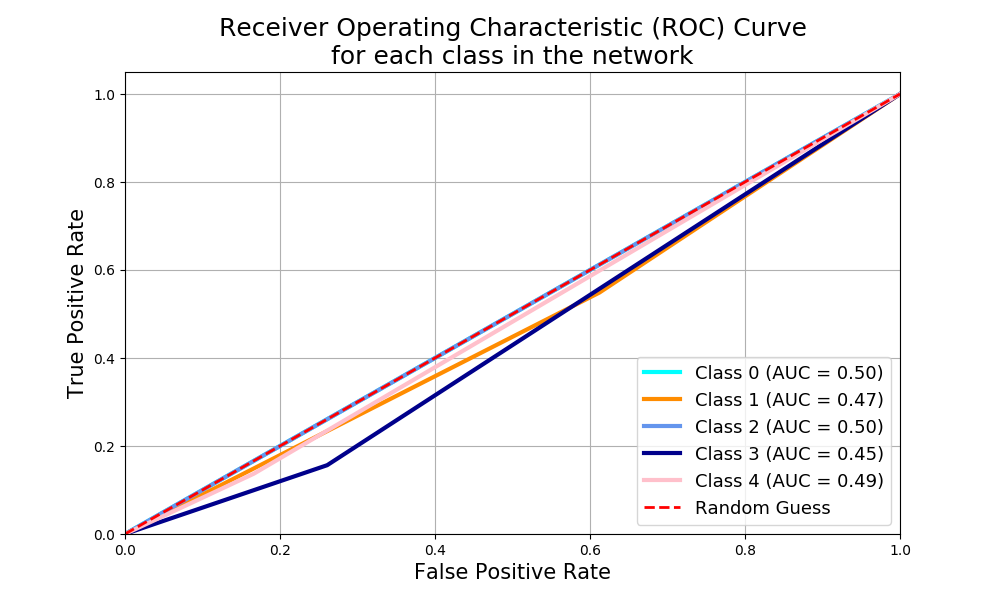 Receiver Operating Characteristic (ROC) Curve
for each class in the network
True Positive Rate
1.0
0.8
0.6
0.4
0.2
0.0
0.0 0.2 0.4 0.6 0.8 1.0
False Positive Rate
Class 0 (AUC = 0.50)
Class 1 (AUC = 0.47)
Class 2 (AUC = 0.50)
Class 3 (AUC = 0.45)
Class 4 (AUC = 0.49)
Random Guess